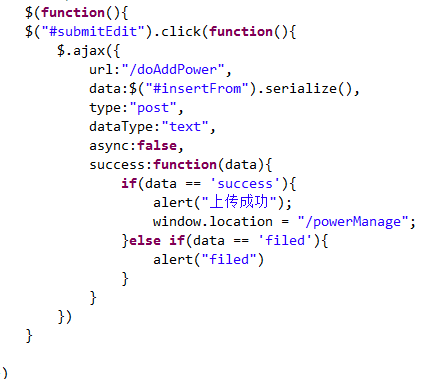 $(function(){
$("#submitEdit").click(function(){
    $.ajax({
        url:"/doAddPower",
        data:$("#insertFrom").serialize(),
        type:"post",
        dataType:"text",
        async:false,
        success:function(data){
            if(data == 'success'){
                alert("上传成功");
                window.location = "/powerManage";
            }else if(data == 'filed'){
                alert("filed")
            }
        }
    })
}
)